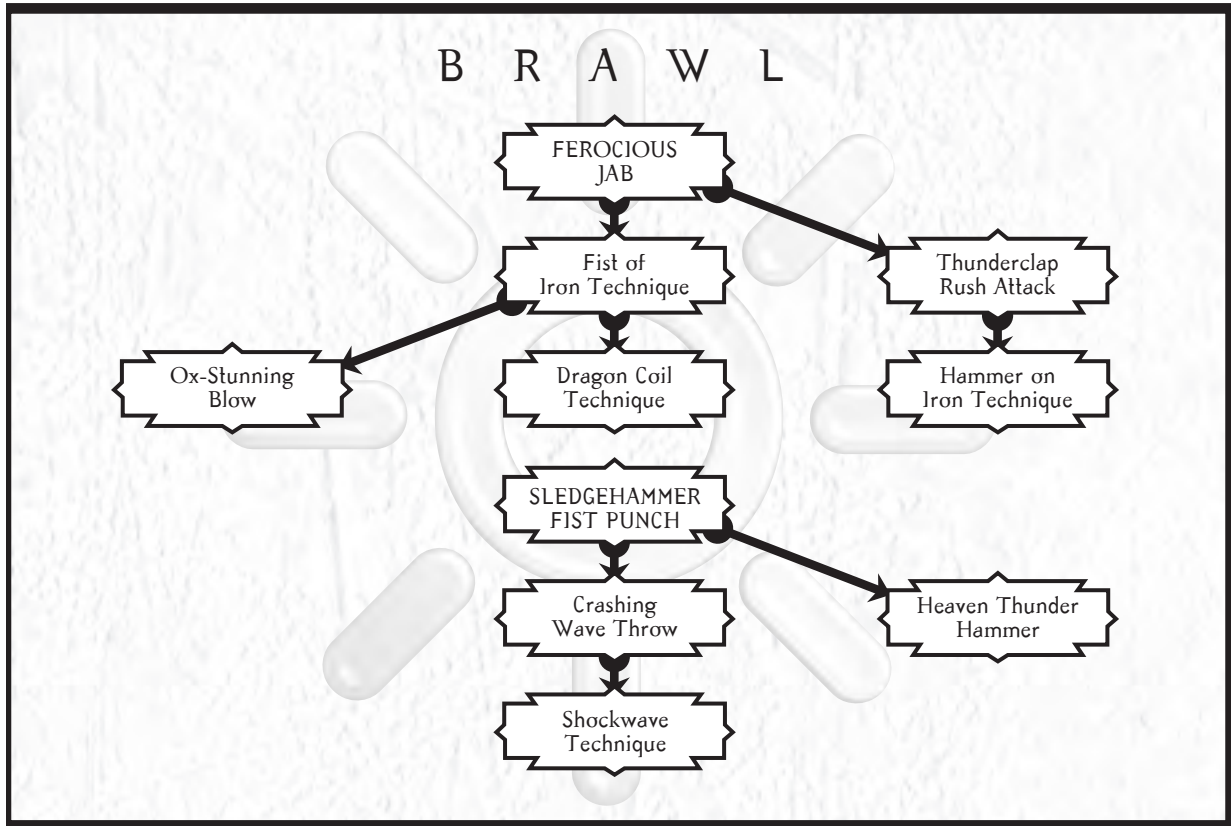 B R A W L
FEROCIOUS
JAB
Fist of
Iron Technique
Thunderclap
Rush Attack
Ox-Stunning
Blow
Dragon Coil
Technique
Hammer on
Iron Technique
SLEDGEHAMMER
FIST PUNCH
Crashing
Wave Throw
Heaven Thunder
Hammer
Shockwave
Technique